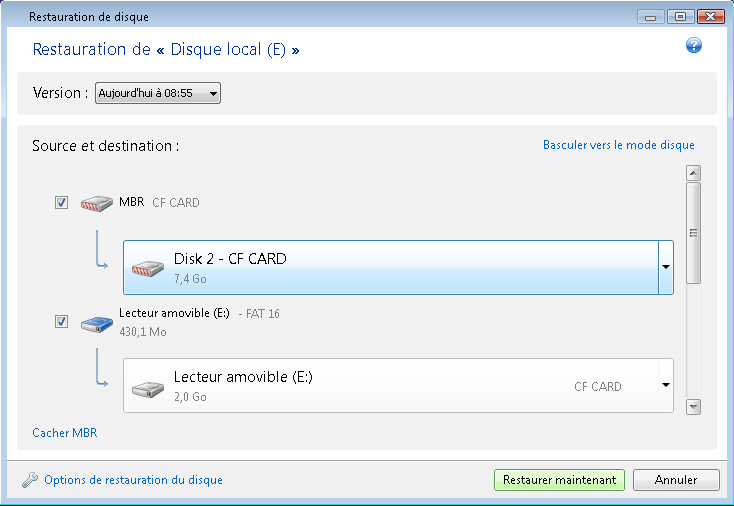 Restauration de disque
Restauration de « Disque local (E) »
Version : Aujourd'hui à 08:55
Source et destination :
Basculer vers le mode disque
MBR CF CARD
Disk 2 - CF CARD
7,4 Go
Lecteur amovible (E:) - FAT 16
430,1 Mo
Lecteur amovible (E:)
CF CARD
2,0 Go
Cacher MBR
Options de restauration du disque
Restaurer maintenant
Annuler